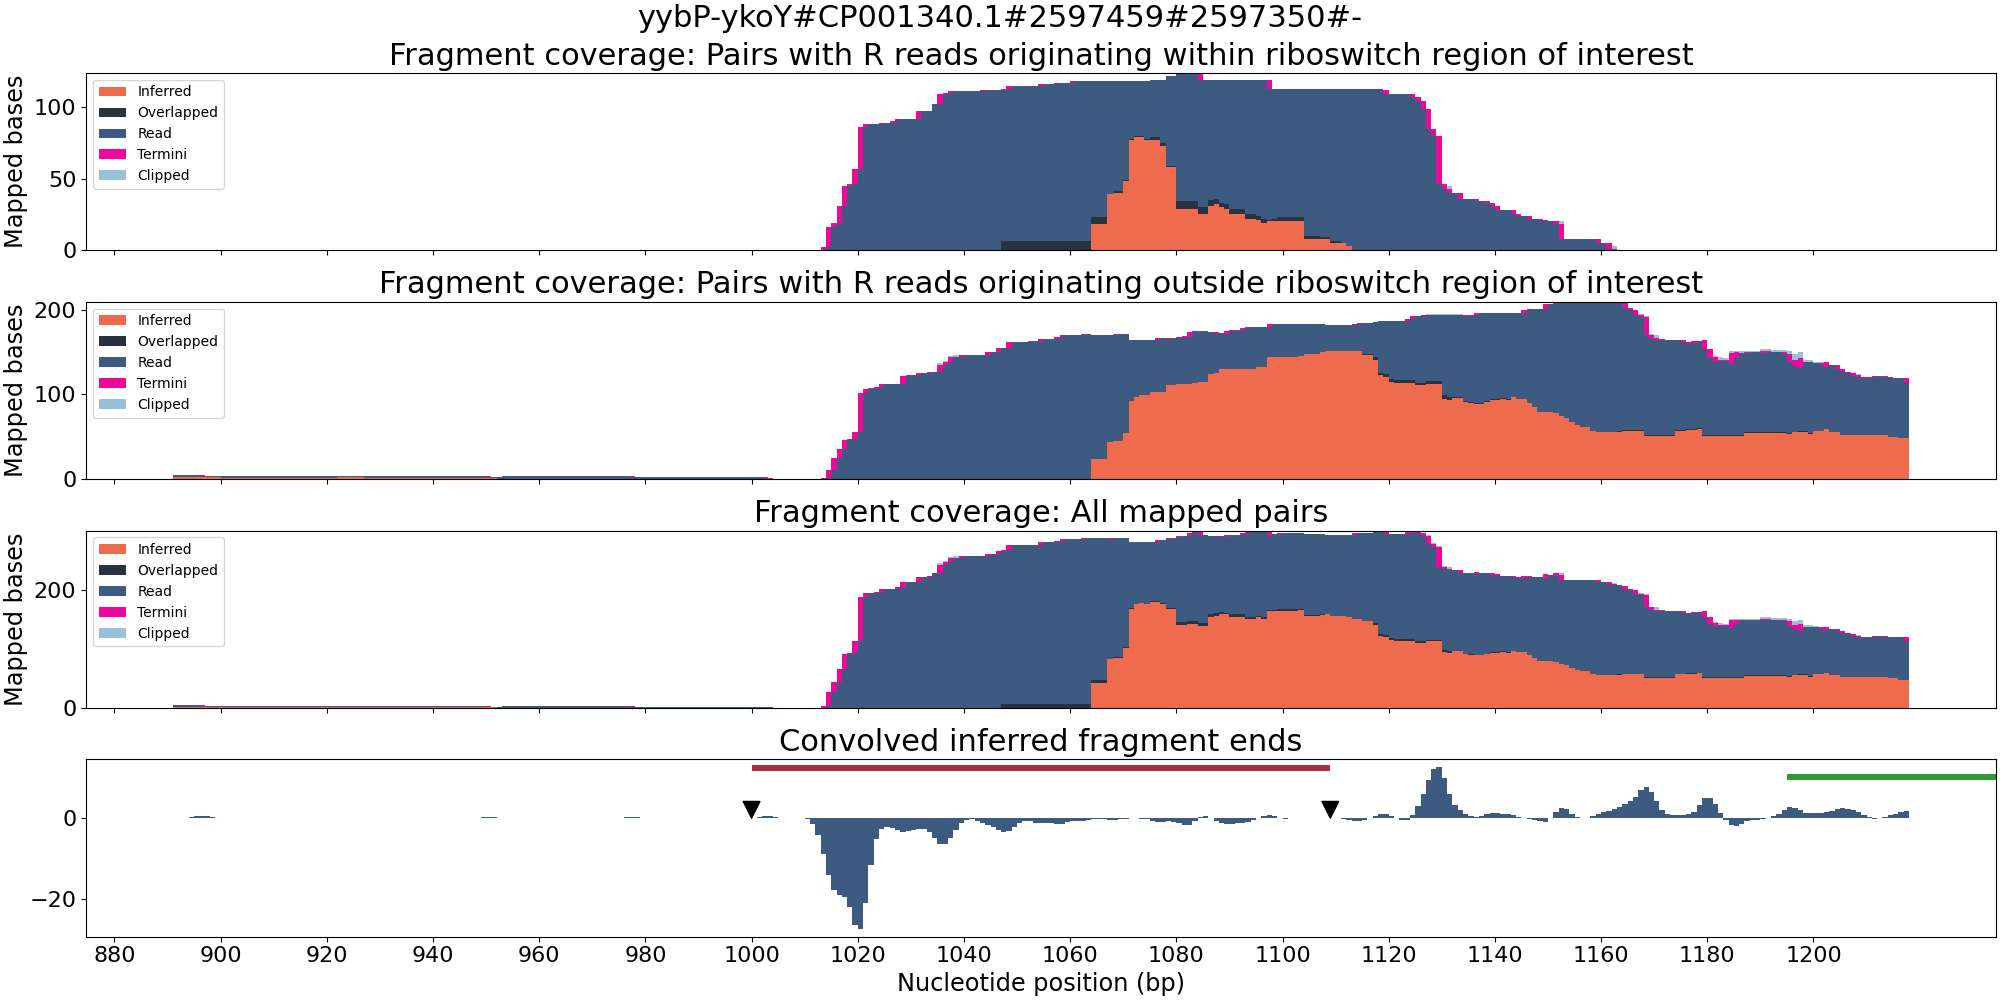 yybP-ykoY#CP001340.1#2597459#2597350#-
Fragment coverage: Pairs with R reads originating within riboswitch region of interest
Mapped bases
100
50
0
Inferred
Overlapped
Read
Termini
Clipped
Fragment coverage: Pairs with R reads originating outside riboswitch region of interest
Mapped bases
200
100
0
Inferred
Overlapped
Read
Termini
Clipped
Fragment coverage: All mapped pairs
Mapped bases
200
0
Inferred
Overlapped
Read
Termini
Clipped
Convolved inferred fragment ends
0
−20
880 900 920 940 960 980 1000 1020 1040 1060 1080 1100 1120 1140 1160 1180 1200
Nucleotide position (bp)